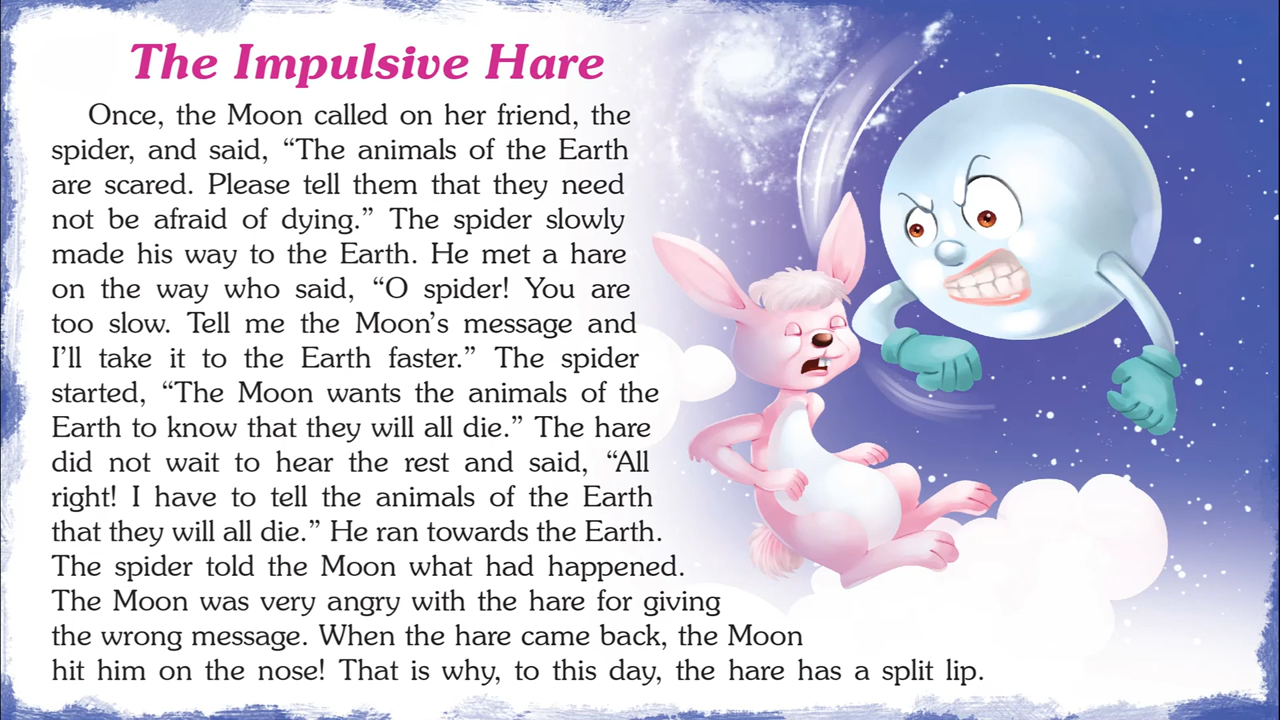 The Impulsive Hare
Once, the Moon called on her friend, the
spider, and said, “The animals of the Earth
are scared. Please tell them that they need
not be afraid of dying.” The spider slowly
made his way to the Earth. He met a hare
on the way who said, “O spider! You are
too slow. Tell me the Moon’s message and
I’ll take it to the Earth faster.” The spider
started, “The Moon wants the animals of the
Earth to know that they will all die.” The hare
did not wait to hear the rest and said, “All
right! I have to tell the animals of the Earth
that they will all die.” He ran towards the Earth.
The spider told the Moon what had happened.
The Moon was very angry with the hare for giving
the wrong message. When the hare came back, the Moon
hit him on the nose! That is why, to this day, the hare has a split lip.